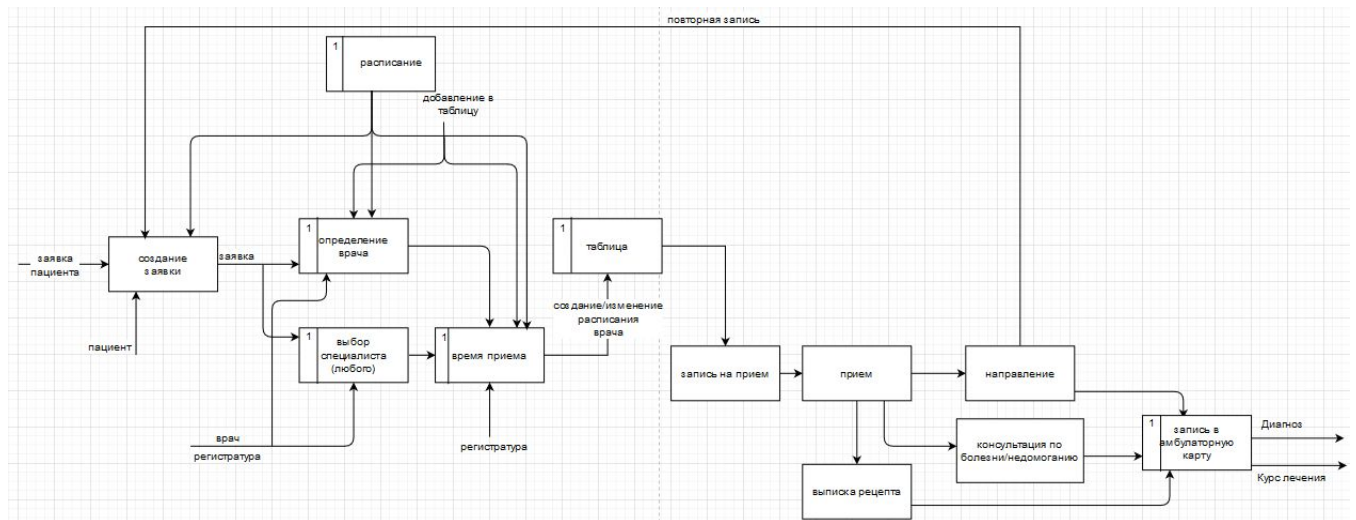 повторная запись
1
расписание
добавление в
таблицу
заявка
пациента
создание
заявки
заявка
1
определение
врача
1
таблица
создание/изменение
расписания
врача
пациент
1
выбор
специалиста
(любого)
1
время приема
запись на прием
прием
направление
врач
регистратура
регистратура
консультация по
болезни/недомоганию
1
запись в
амбулаторную
карту
Диагноз
Курс лечения
выписка рецепта